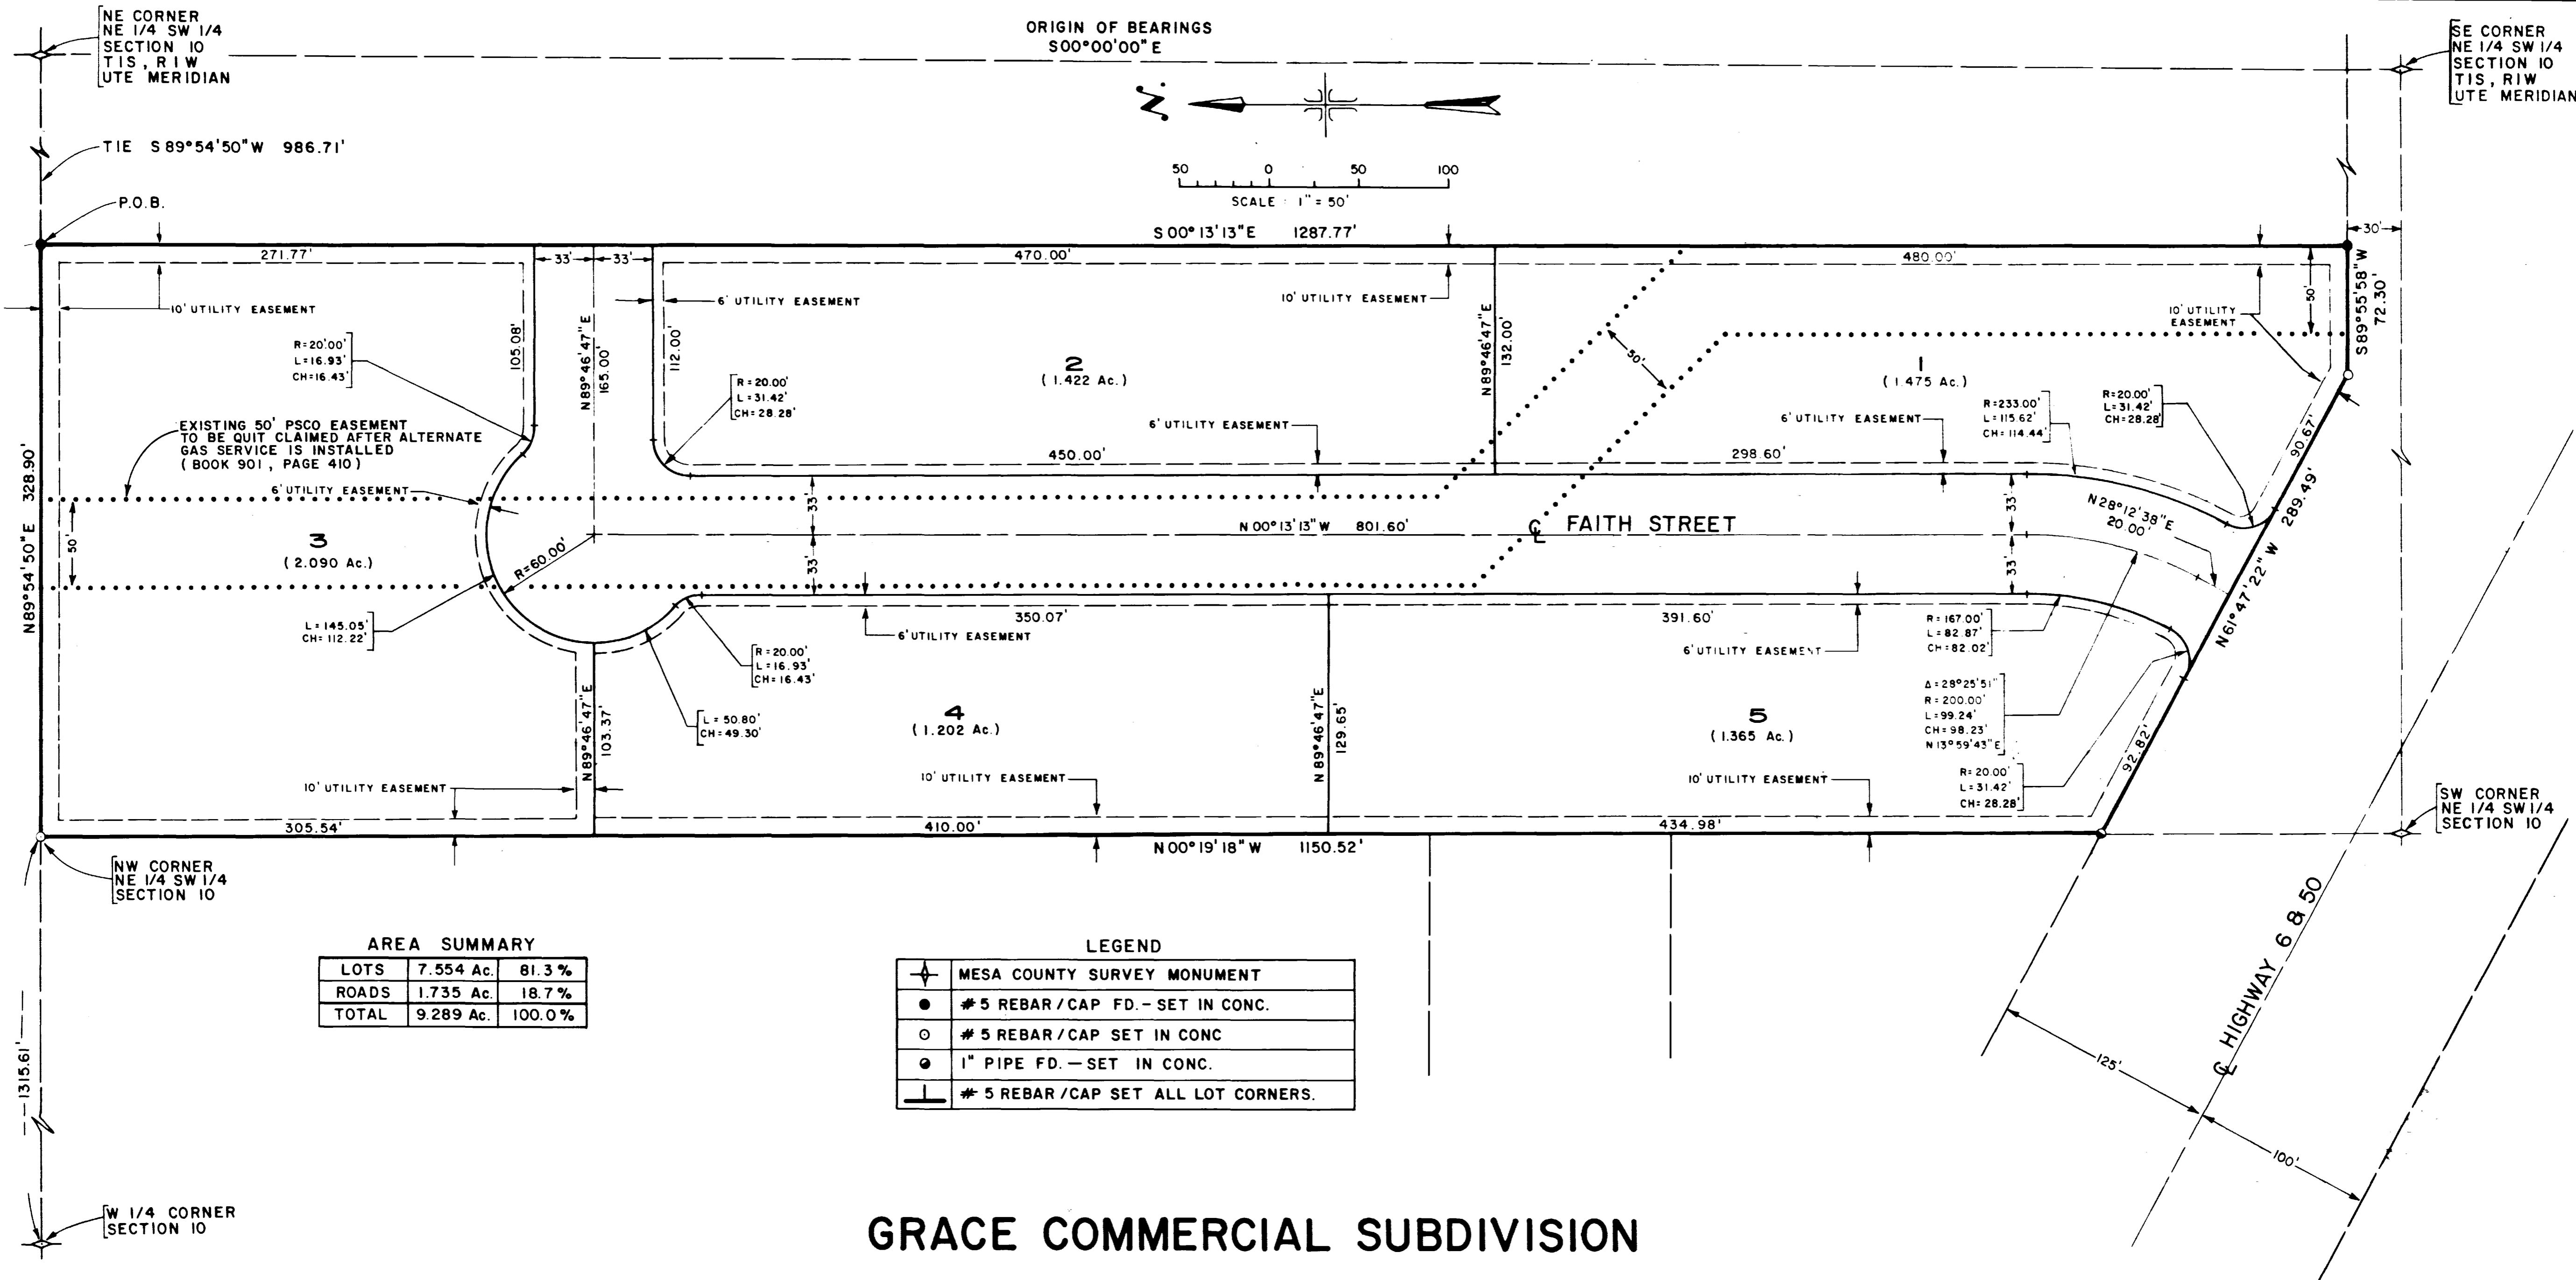 NE CORNER
NE 1/4 SW 1/4
SECTION 10
T1S, R1W
UTE MERIDIAN
ORIGIN OF BEARINGS
S00°00'00"E
SE CORNER
NE 1/4 SW 1/4
SECTION 10
T1S, R1W
UTE MERIDIAN
N.
TIE S89°54'50"W 986.71'
P.O.B.
50 0 50 100
SCALE : 1" = 50'
S00°13'13"E 1287.77'
30'
271.77'
33'
33'
470.00'
480.00'
10' UTILITY EASEMENT
6' UTILITY EASEMENT
10' UTILITY EASEMENT
10' UTILITY
EASEMENT
50'
S89°55'58"W
72.30'
105.08'
N89°46'47"E
165.00'
112.00'
N89°46'47"E
132.00'
R=20.00'
L=16.93'
CH=16.43'
R=20.00'
L=31.42'
CH=28.28'
2
(1.422 Ac.)
50'
1
(1.475 Ac.)
R=233.00'
L=115.62'
CH=114.44'
R=20.00'
L=31.42'
CH=28.28'
EXISTING 50' PSCO EASEMENT
TO BE QUIT CLAIMED AFTER ALTERNATE
GAS SERVICE IS INSTALLED
(BOOK 901, PAGE 410)
6' UTILITY EASEMENT
6' UTILITY EASEMENT
6' UTILITY EASEMENT
450.00'
298.60'
90.67'
289.49'
N61°47'22"W
N89°54'50"E 328.90'
50'
3
(2.090 Ac.)
R=60.00'
33'
33'
N00°13'13"W 801.60'
℄ FAITH STREET
33'
33'
N28°12'38"E
20.00'
L=145.05'
CH=112.22'
350.07'
391.60'
6' UTILITY EASEMENT
6' UTILITY EASEMENT
R=20.00'
L=16.93'
CH=16.43'
L=50.80'
CH=49.30'
R=167.00'
L=82.87'
CH=82.02'
Δ=28°25'51"
R=200.00'
L=99.24'
CH=98.23'
N13°59'43"E
R=20.00'
L=31.42'
CH=28.28'
N89°46'47"E
103.37'
4
(1.202 Ac.)
N89°46'47"E
129.65'
5
(1.365 Ac.)
92.82'
10' UTILITY EASEMENT
10' UTILITY EASEMENT
10' UTILITY EASEMENT
305.54'
410.00'
434.98'
N00°19'18"W 1150.52'
SW CORNER
NE 1/4 SW 1/4
SECTION 10
NW CORNER
NE 1/4 SW 1/4
SECTION 10
℄ HIGHWAY 6 & 50
125'
100'
AREA SUMMARY
LOTS 7.554 Ac. 81.3%
ROADS 1.735 Ac. 18.7%
TOTAL 9.289 Ac. 100.0%
LEGEND
MESA COUNTY SURVEY MONUMENT
#5 REBAR/CAP FD.-SET IN CONC.
#5 REBAR/CAP SET IN CONC
1" PIPE FD.—SET IN CONC.
#5 REBAR/CAP SET ALL LOT CORNERS.
1315.61'
W 1/4 CORNER
SECTION 10
GRACE COMMERCIAL SUBDIVISION